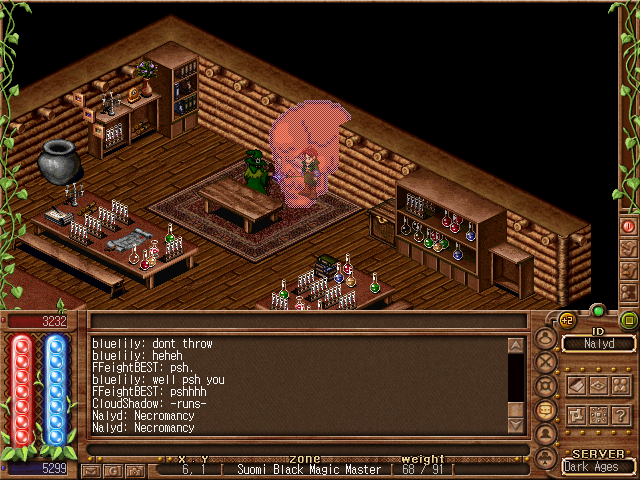 3232
+2
ID
Nalyd
bluelily: dont throw
bluelily: heheh
FFeightBEST: psh.
bluelily: well psh you
FFeightBEST: pshhhh
CloudShadow: -runs-
Nalyd: Necromancy
Nalyd: Necromancy
?
x y zone weight
SERVER
5299
G
6, 1 [ Suomi Black Magic Master [ 68 / 91 [
Dark Ages